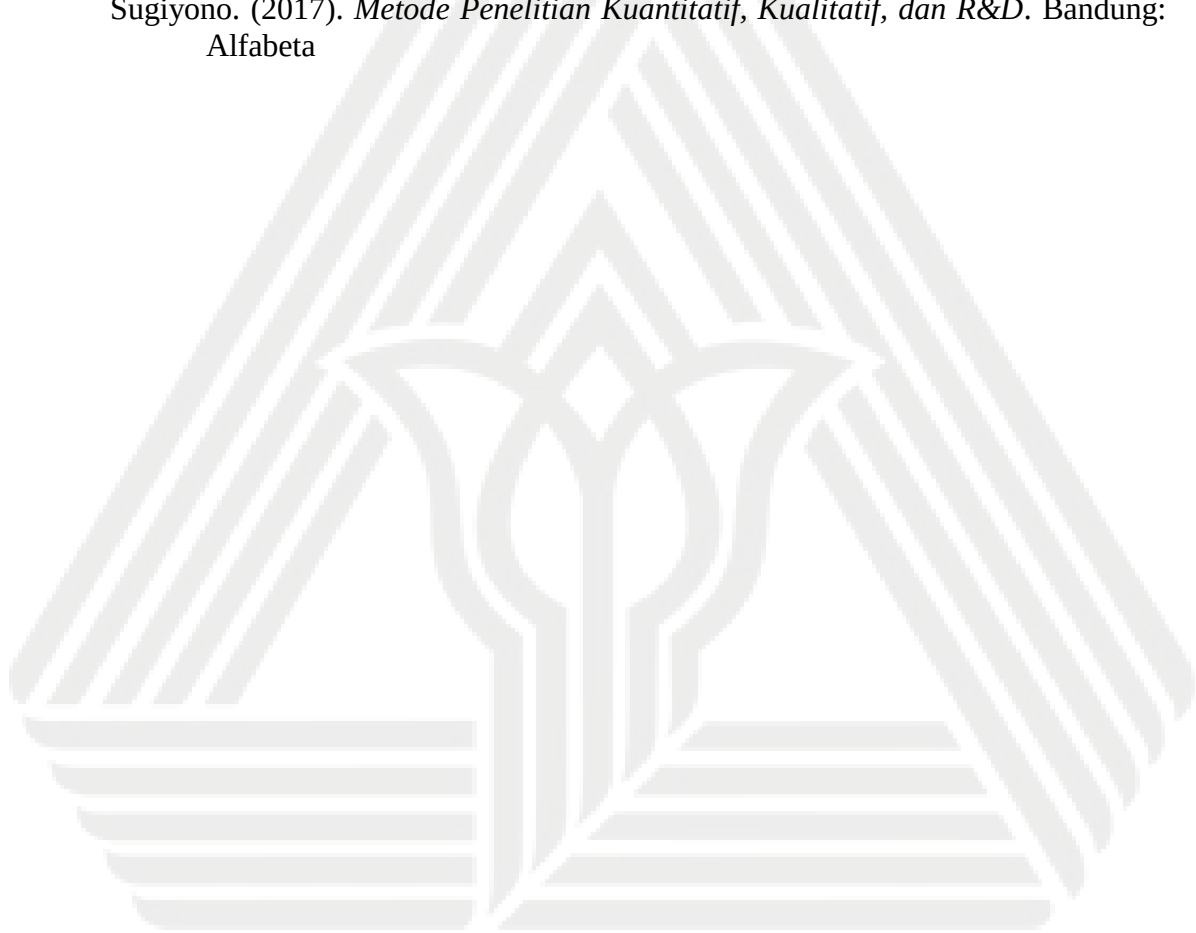 Sugiyono. (2017). Metode Penelitian Kuantitatif, Kualitatif, dan R&D. Bandung:
Alfabeta